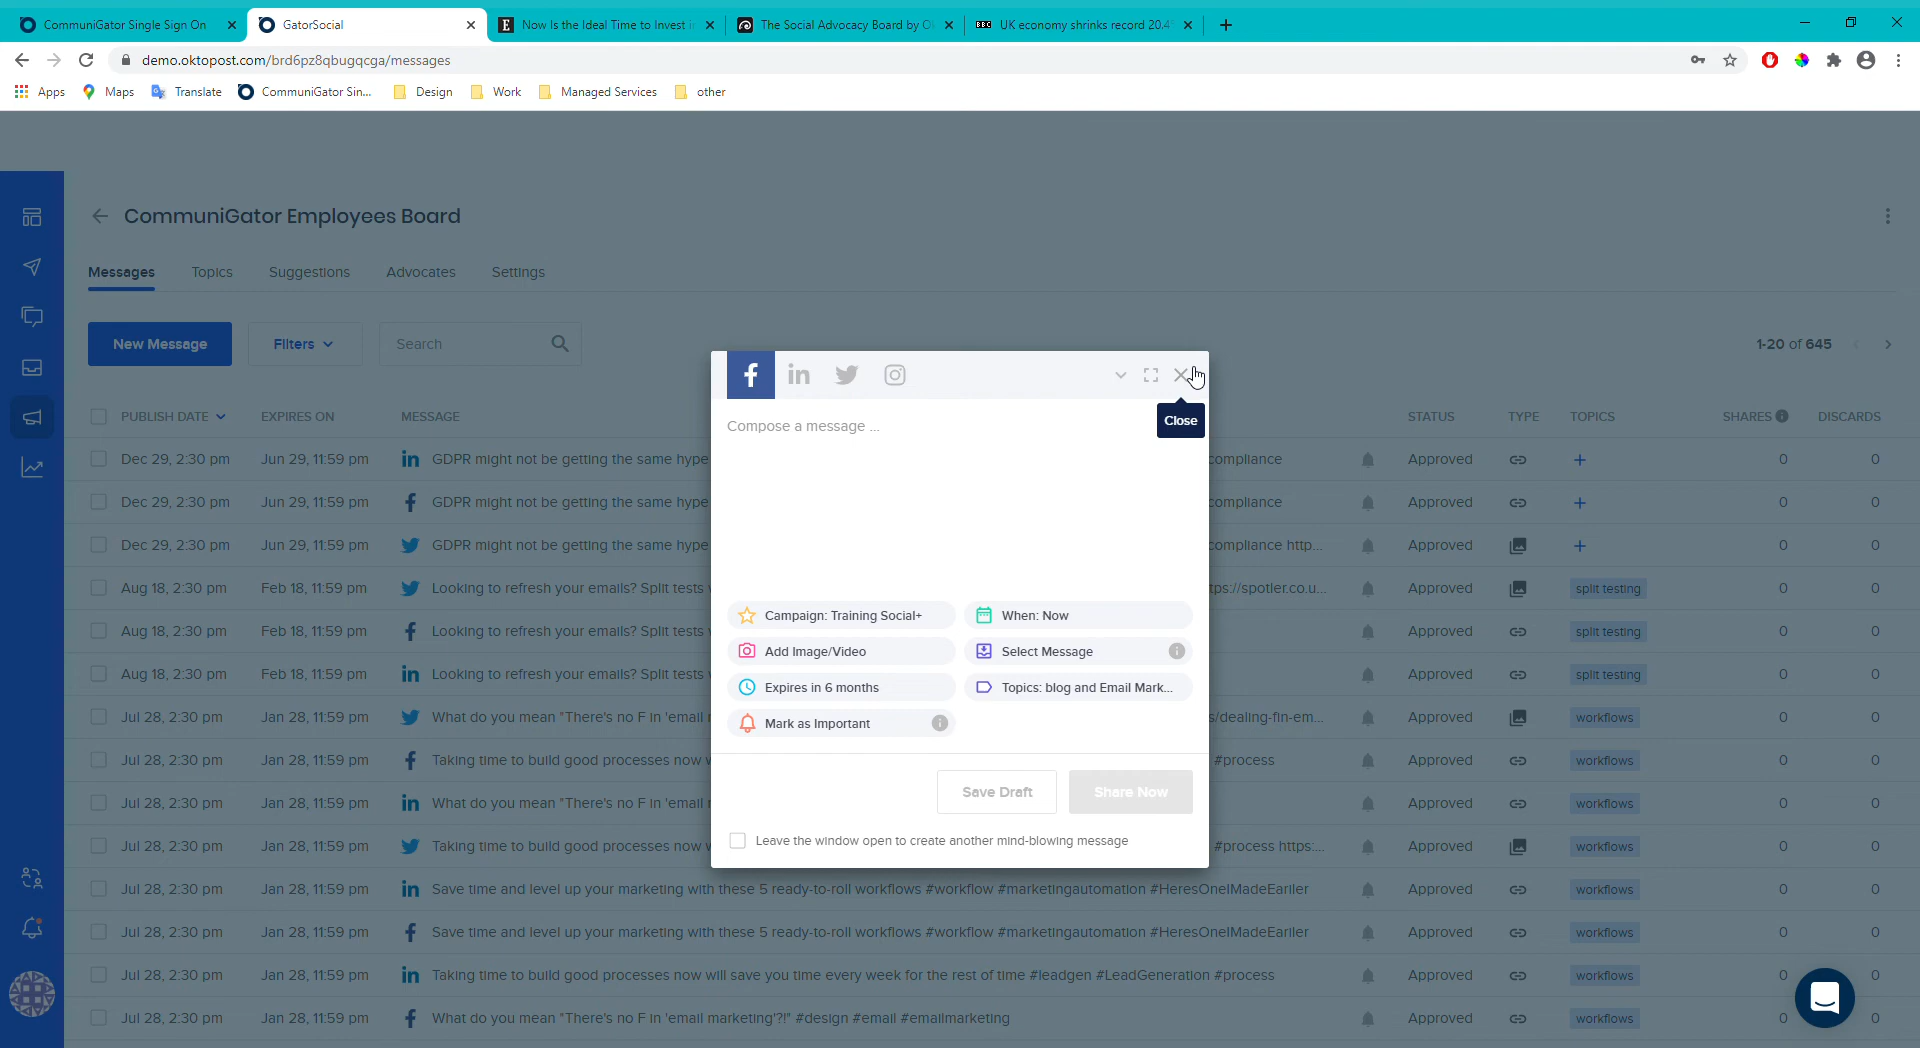 CommuniGator Single Sign On
GatorSocial
Now Is the Ideal Time to Invest i
The Social Advocacy Board by O
UK economy shrinks record 20.4
demo.oktopost.com/brd6pz8qbugqcga/messages
Apps Maps Translate CommuniGator Sin... Design Work Managed Services other
CommuniGator Employees Board
Messages Topics Suggestions Advocates Settings
New Message Filters Search 1-20 of 645
PUBLISH DATE EXPIRES ON MESSAGE STATUS TYPE TOPICS SHARES DISCARDS
Dec 29, 2:30 pm Jun 29, 11:59 pm GDPR might not be getting the same hype compliance Approved + 0 0
Dec 29, 2:30 pm Jun 29, 11:59 pm GDPR might not be getting the same hype compliance Approved + 0 0
Dec 29, 2:30 pm Jun 29, 11:59 pm GDPR might not be getting the same hype compliance http... Approved + 0 0
Aug 18, 2:30 pm Feb 18, 11:59 pm Looking to refresh your emails? Split tests tps://spotler.co.u... Approved split testing 0 0
Aug 18, 2:30 pm Feb 18, 11:59 pm Looking to refresh your emails? Split tests Approved split testing 0 0
Aug 18, 2:30 pm Feb 18, 11:59 pm Looking to refresh your emails? Split tests Approved split testing 0 0
Jul 28, 2:30 pm Jan 28, 11:59 pm What do you mean "There's no F in 'email s/dealing-fin-em... Approved workflows 0 0
Jul 28, 2:30 pm Jan 28, 11:59 pm Taking time to build good processes now #process Approved workflows 0 0
Jul 28, 2:30 pm Jan 28, 11:59 pm What do you mean "There's no F in 'email Approved workflows 0 0
Jul 28, 2:30 pm Jan 28, 11:59 pm Taking time to build good processes now #process https:... Approved workflows 0 0
Jul 28, 2:30 pm Jan 28, 11:59 pm Save time and level up your marketing with these 5 ready-to-roll workflows #workflow #marketingautomation #HeresOneIMadeEarlier Approved workflows 0 0
Jul 28, 2:30 pm Jan 28, 11:59 pm Save time and level up your marketing with these 5 ready-to-roll workflows #workflow #marketingautomation #HeresOneIMadeEarlier Approved workflows 0 0
Jul 28, 2:30 pm Jan 28, 11:59 pm Taking time to build good processes now will save you time every week for the rest of time #leadgen #LeadGeneration #process Approved workflows 0 0
Jul 28, 2:30 pm Jan 28, 11:59 pm What do you mean "There's no F in 'email marketing'?!" #design #email #emailmarketing Approved workflows 0 0
Close
Compose a message ...
Campaign: Training Social+ When: Now
Add Image/Video Select Message
Expires in 6 months Topics: blog and Email Mark...
Mark as Important
Save Draft Share Now
Leave the window open to create another mind-blowing message